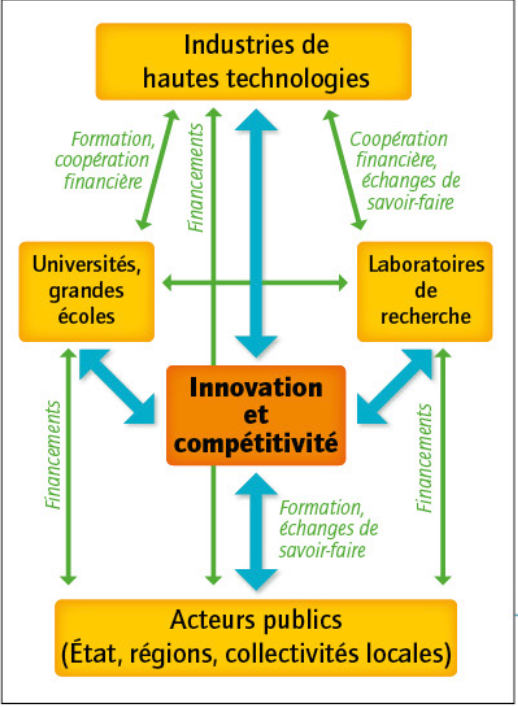 Industries de
hautes technologies
Formation,
coopération
financière
Financements
Coopération
financière,
échanges de
savoir-faire
Universités,
grandes
écoles
Laboratoires
de
recherche
Innovation
et
compétitivité
Financements
Formation,
échanges de
savoir-faire
Financements
Acteurs publics
(État, régions, collectivités locales)